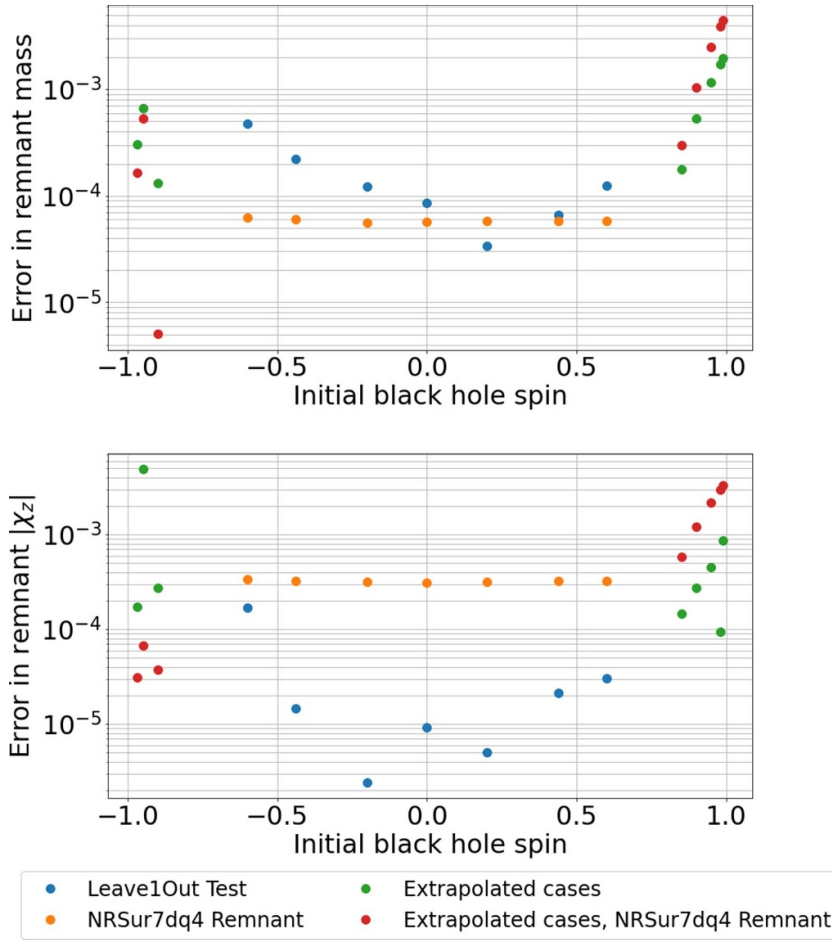 Error in remnant mass
10⁻³
10⁻⁴
10⁻⁵
−1.0 −0.5 0.0 0.5 1.0
Initial black hole spin
Error in remnant |χz|
10⁻³
10⁻⁴
10⁻⁵
−1.0 −0.5 0.0 0.5 1.0
Initial black hole spin
Leave1Out Test
NRSur7dq4 Remnant
Extrapolated cases
Extrapolated cases, NRSur7dq4 Remnant